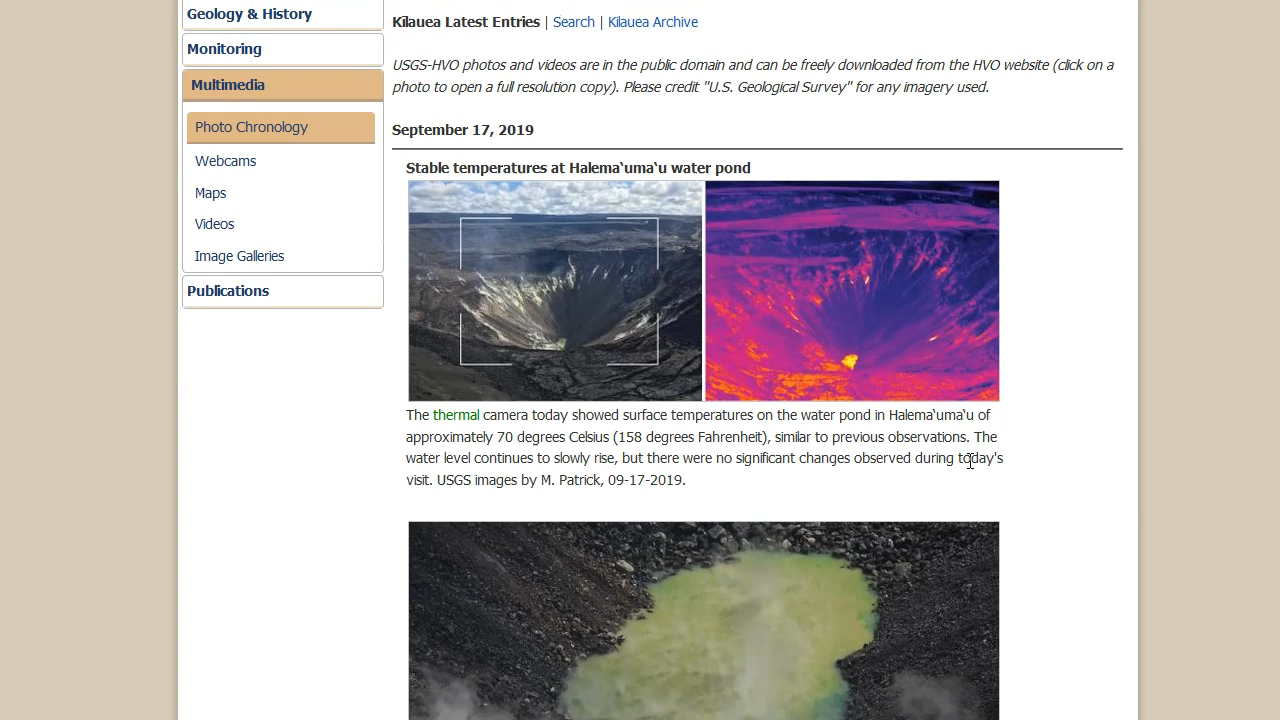 Geology & History
Monitoring
Multimedia
Photo Chronology
Webcams
Maps
Videos
Image Galleries
Publications
Kilauea Latest Entries | Search | Kilauea Archive
USGS-HVO photos and videos are in the public domain and can be freely downloaded from the HVO website (click on a
photo to open a full resolution copy). Please credit "U.S. Geological Survey" for any imagery used.
September 17, 2019
Stable temperatures at Halema‘uma‘u water pond
The thermal camera today showed surface temperatures on the water pond in Halema‘uma‘u of
approximately 70 degrees Celsius (158 degrees Fahrenheit), similar to previous observations. The
water level continues to slowly rise, but there were no significant changes observed during today's
visit. USGS images by M. Patrick, 09-17-2019.